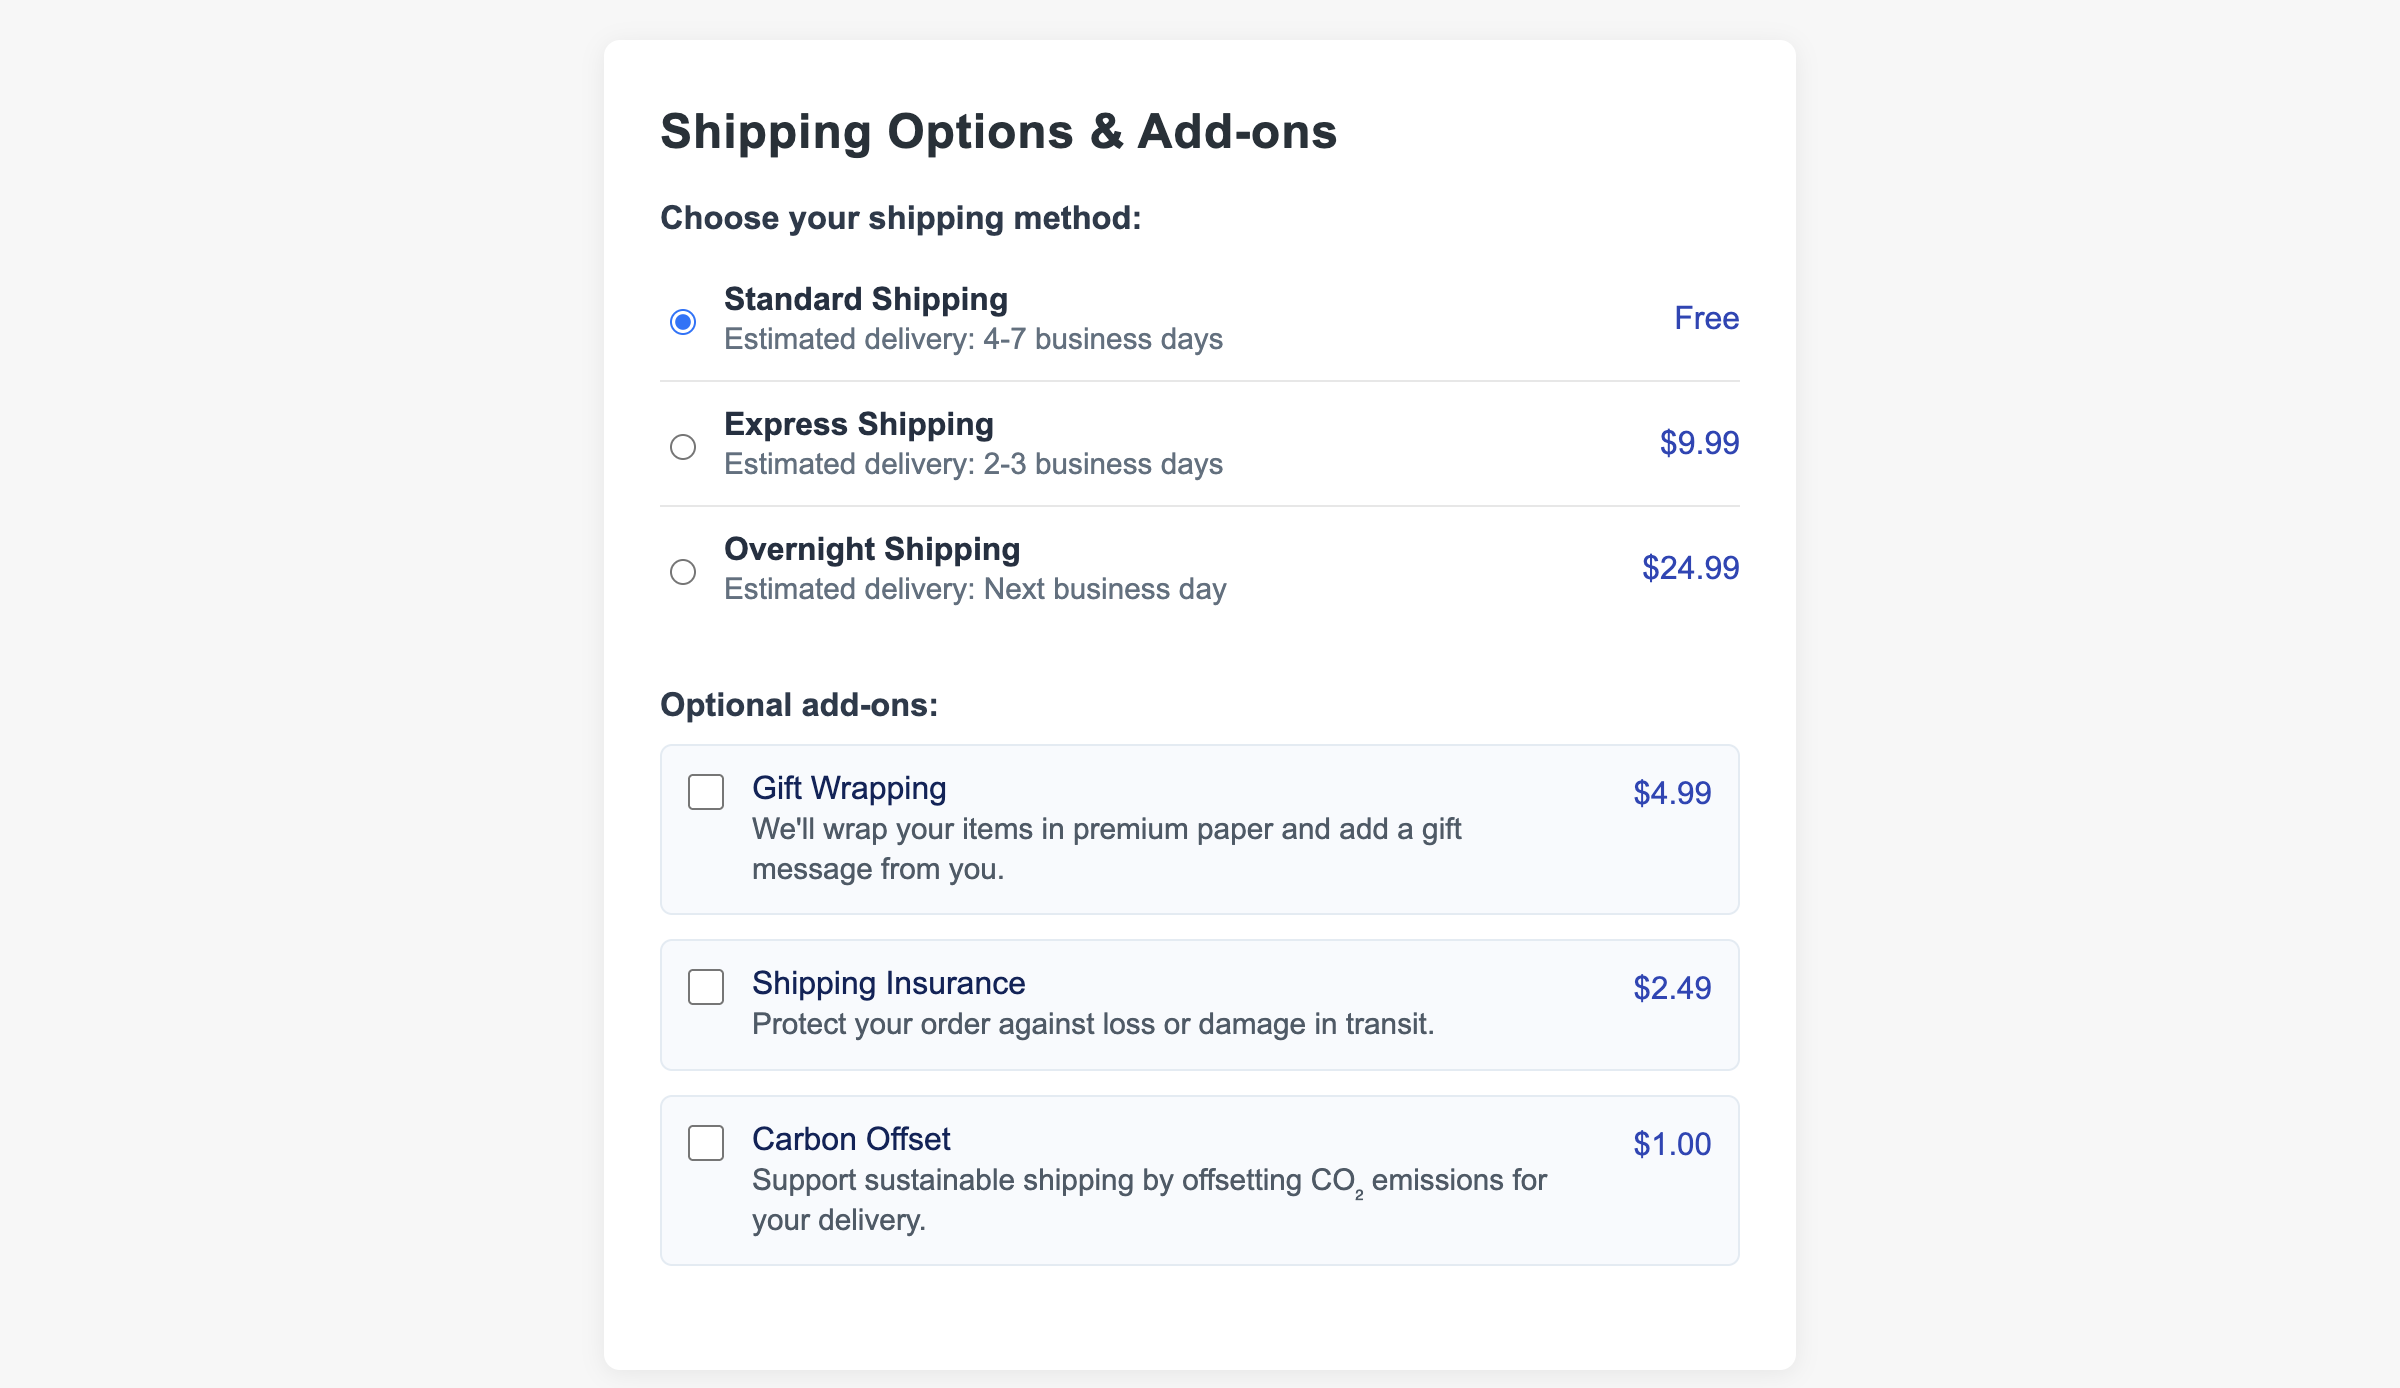 Shipping Options & Add-ons
Choose your shipping method:
Standard Shipping
Estimated delivery: 4-7 business days
Free
Express Shipping
Estimated delivery: 2-3 business days
$9.99
Overnight Shipping
Estimated delivery: Next business day
$24.99
Optional add-ons:
Gift Wrapping
$4.99
We'll wrap your items in premium paper and add a gift
message from you.
Shipping Insurance
$2.49
Protect your order against loss or damage in transit.
Carbon Offset
$1.00
Support sustainable shipping by offsetting CO₂ emissions for
your delivery.